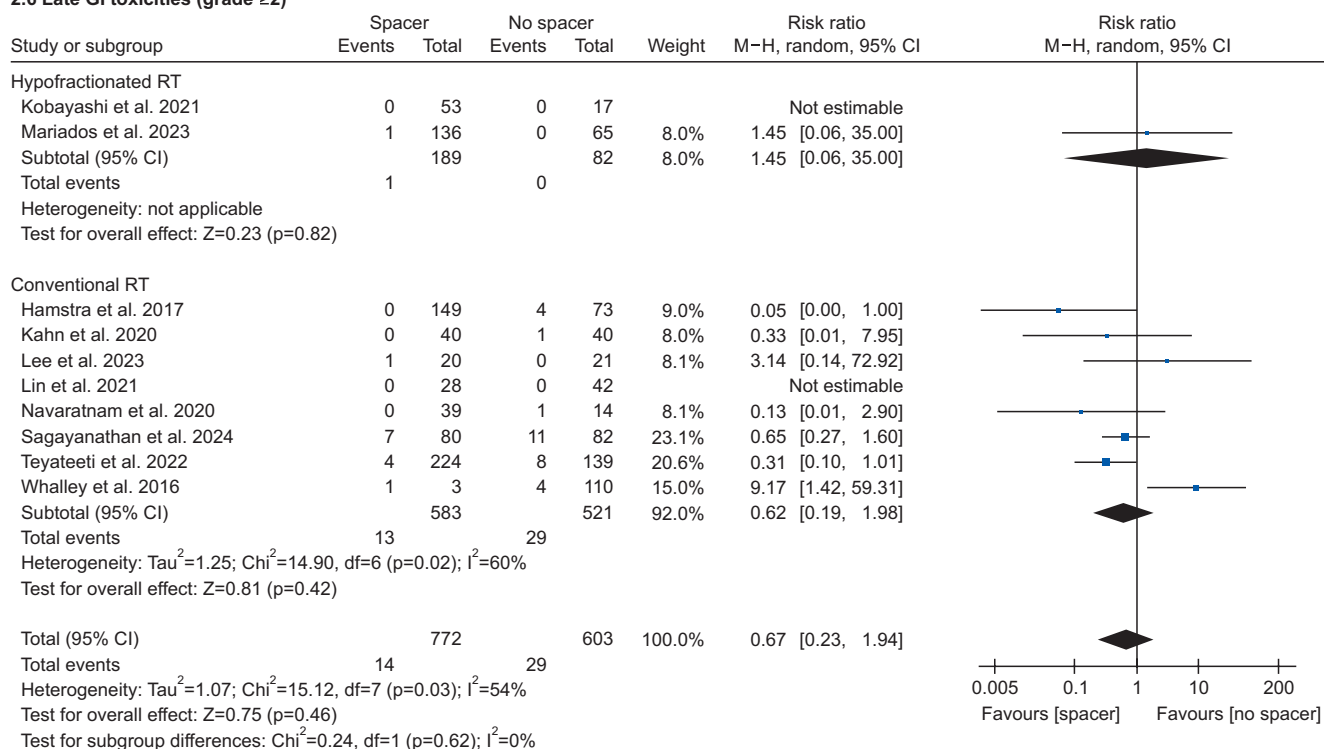 2.6 Late GI toxicities (grade ≥2)
Spacer No spacer Risk ratio Risk ratio
Study or subgroup Events Total Events Total Weight M−H, random, 95% CI M−H, random, 95% CI
Hypofractionated RT
Kobayashi et al. 2021 0 53 0 17 Not estimable
Mariados et al. 2023 1 136 0 65 8.0% 1.45 [0.06, 35.00]
Subtotal (95% CI) 189 82 8.0% 1.45 [0.06, 35.00]
Total events 1 0
Heterogeneity: not applicable
Test for overall effect: Z=0.23 (p=0.82)
Conventional RT
Hamstra et al. 2017 0 149 4 73 9.0% 0.05 [0.00, 1.00]
Kahn et al. 2020 0 40 1 40 8.0% 0.33 [0.01, 7.95]
Lee et al. 2023 1 20 0 21 8.1% 3.14 [0.14, 72.92]
Lin et al. 2021 0 28 0 42 Not estimable
Navaratnam et al. 2020 0 39 1 14 8.1% 0.13 [0.01, 2.90]
Sagayanathan et al. 2024 7 80 11 82 23.1% 0.65 [0.27, 1.60]
Teyateeti et al. 2022 4 224 8 139 20.6% 0.31 [0.10, 1.01]
Whalley et al. 2016 1 3 4 110 15.0% 9.17 [1.42, 59.31]
Subtotal (95% CI) 583 521 92.0% 0.62 [0.19, 1.98]
Total events 13 29
Heterogeneity: Tau²=1.25; Chi²=14.90, df=6 (p=0.02); I²=60%
Test for overall effect: Z=0.81 (p=0.42)
Total (95% CI) 772 603 100.0% 0.67 [0.23, 1.94]
Total events 14 29
Heterogeneity: Tau²=1.07; Chi²=15.12, df=7 (p=0.03); I²=54%
Test for overall effect: Z=0.75 (p=0.46)
Test for subgroup differences: Chi²=0.24, df=1 (p=0.62); I²=0%
0.005 0.1 1 10 200
Favours [spacer] Favours [no spacer]